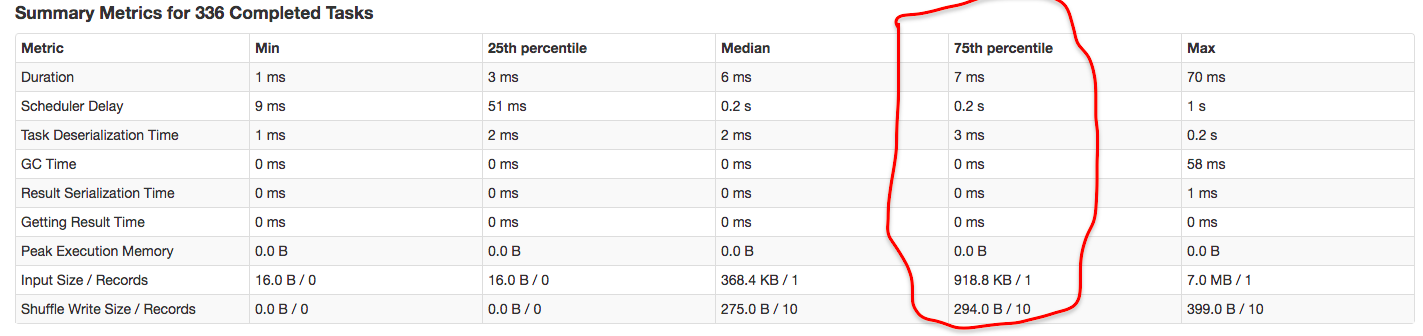 Summary Metrics for 336 Completed Tasks
Metric Min 25th percentile Median 75th percentile Max
Duration 1 ms 3 ms 6 ms 7 ms 70 ms
Scheduler Delay 9 ms 51 ms 0.2 s 0.2 s 1 s
Task Deserialization Time 1 ms 2 ms 2 ms 3 ms 0.2 s
GC Time 0 ms 0 ms 0 ms 0 ms 58 ms
Result Serialization Time 0 ms 0 ms 0 ms 0 ms 1 ms
Getting Result Time 0 ms 0 ms 0 ms 0 ms 0 ms
Peak Execution Memory 0.0 B 0.0 B 0.0 B 0.0 B 0.0 B
Input Size / Records 16.0 B / 0 16.0 B / 0 368.4 KB / 1 918.8 KB / 1 7.0 MB / 1
Shuffle Write Size / Records 0.0 B / 0 0.0 B / 0 275.0 B / 10 294.0 B / 10 399.0 B / 10